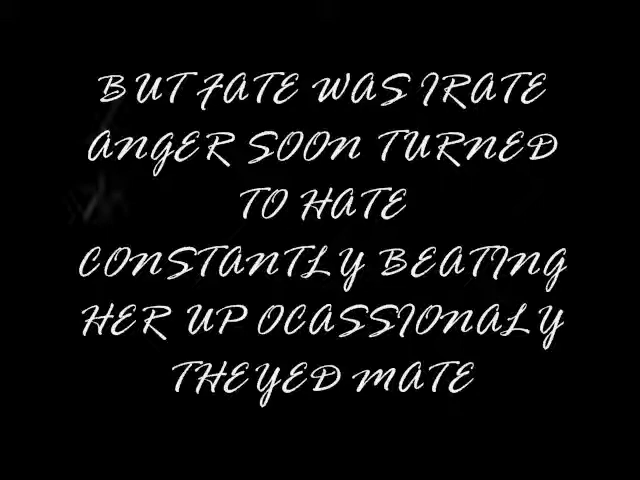 BUT FATE WAS IRATE
ANGER SOON TURNED
TO HATE
CONSTANTLY BEATING
HER UP OCASSIONALY
THEYED MATE